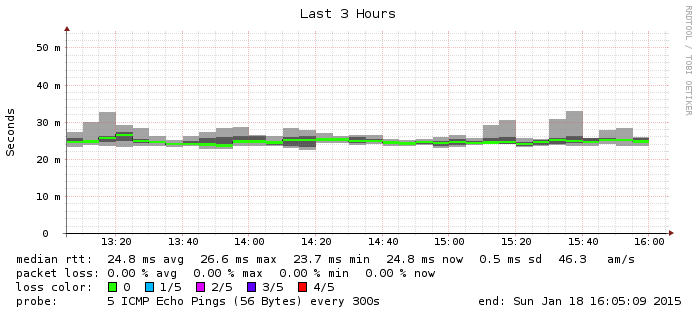 Last 3 Hours
RRDTOOL / TOBI OETIKER
Seconds
50 m
40 m
30 m
20 m
10 m
0
13:20 13:40 14:00 14:20 14:40 15:00 15:20 15:40 16:00
median rtt: 24.8 ms avg 26.6 ms max 23.7 ms min 24.8 ms now 0.5 ms sd 46.3 am/s
packet loss: 0.00 % avg 0.00 % max 0.00 % min 0.00 % now
loss color: 0 1/5 2/5 3/5 4/5
probe: 5 ICMP Echo Pings (56 Bytes) every 300s end: Sun Jan 18 16:05:09 2015